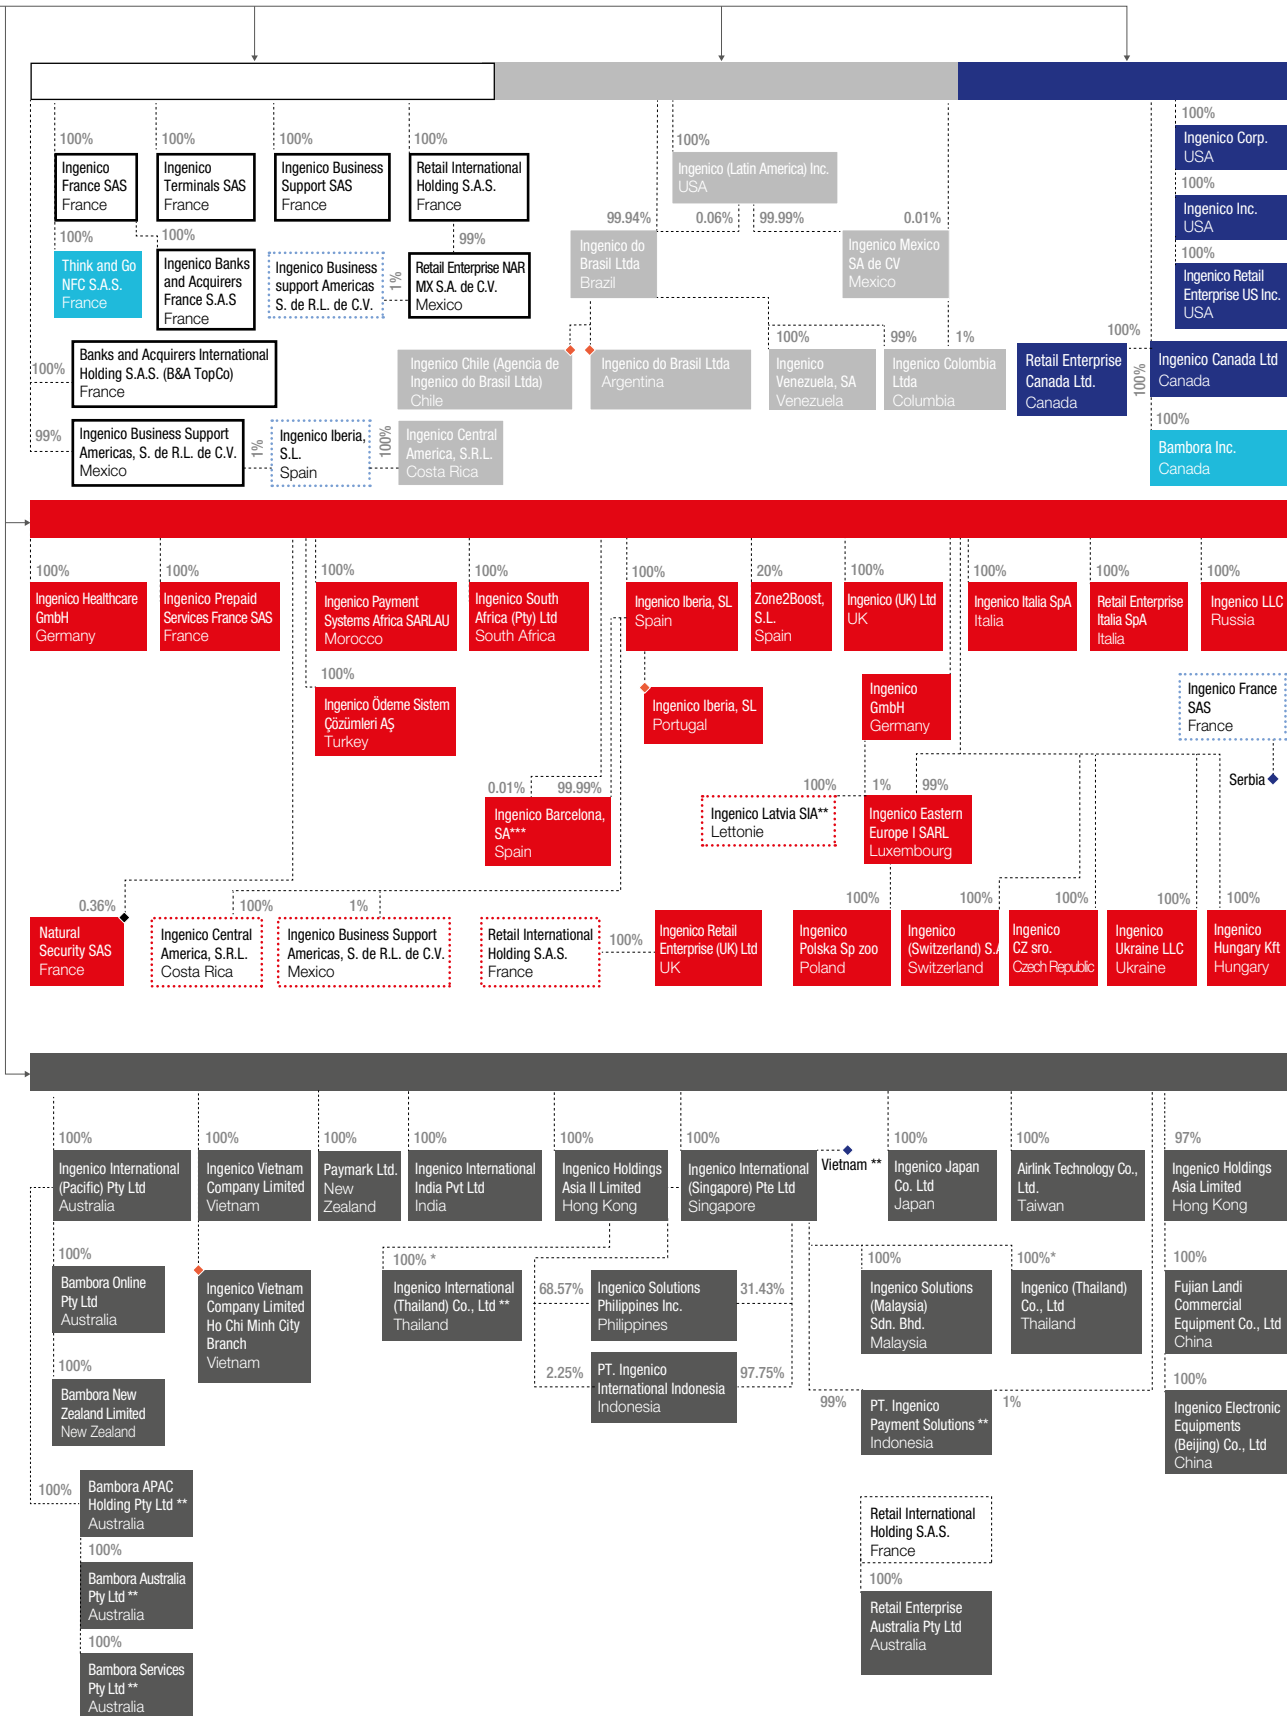 100%
Ingenico
France SAS
France
100%
Ingenico
Terminals SAS
France
100%
Ingenico Business
Support SAS
France
100%
Retail International
Holding S.A.S.
France
100%
Think and Go
NFC S.A.S.
France
100%
Ingenico Banks
and Acquirers
France S.A.S
France
Ingenico Business
support Americas
S. de R.L. de C.V.
1%
99%
Retail Enterprise NAR
MX S.A. de C.V.
Mexico
100%
Banks and Acquirers International
Holding S.A.S. (B&A TopCo)
France
99%
Ingenico Business Support
Americas, S. de R.L. de C.V.
Mexico
1%
Ingenico Iberia,
S.L.
Spain
100%
Ingenico Central
America, S.R.L.
Costa Rica
100%
Ingenico (Latin America) Inc.
USA
99.94%
0.06%
99.99%
0.01%
Ingenico do
Brasil Ltda
Brazil
Ingenico Mexico
SA de CV
Mexico
Ingenico Chile (Agencia de
Ingenico do Brasil Ltda)
Chile
Ingenico do Brasil Ltda
Argentina
100%
Ingenico
Venezuela, SA
Venezuela
99%
1%
Ingenico Colombia
Ltda
Columbia
100%
Ingenico Corp.
USA
100%
Ingenico Inc.
USA
100%
Ingenico Retail
Enterprise US Inc.
USA
100%
Retail Enterprise
Canada Ltd.
Canada
100%
Ingenico Canada Ltd
Canada
100%
Bambora Inc.
Canada
100%
Ingenico Healthcare
GmbH
Germany
100%
Ingenico Prepaid
Services France SAS
France
100%
Ingenico Payment
Systems Africa SARLAU
Morocco
100%
Ingenico South
Africa (Pty) Ltd
South Africa
100%
Ingenico Iberia, SL
Spain
20%
Zone2Boost,
S.L.
Spain
100%
Ingenico (UK) Ltd
UK
100%
Ingenico Italia SpA
Italia
100%
Retail Enterprise
Italia SpA
Italia
100%
Ingenico LLC
Russia
100%
Ingenico Ödeme Sistem
Çözümleri AŞ
Turkey
Ingenico Iberia, SL
Portugal
Ingenico
GmbH
Germany
Ingenico France
SAS
France
Serbia
0.01%
99.99%
Ingenico Barcelona,
SA***
Spain
100%
Ingenico Latvia SIA**
Lettonie
1%
99%
Ingenico Eastern
Europe I SARL
Luxembourg
0.36%
Natural
Security SAS
France
100%
Ingenico Central
America, S.R.L.
Costa Rica
1%
Ingenico Business Support
Americas, S. de R.L. de C.V.
Mexico
Retail International
Holding S.A.S.
France
100%
Ingenico Retail
Enterprise (UK) Ltd
UK
100%
Ingenico
Polska Sp zoo
Poland
100%
Ingenico
(Switzerland) S.A
Switzerland
100%
Ingenico
CZ sro.
Czech Republic
100%
Ingenico
Ukraine LLC
Ukraine
100%
Ingenico
Hungary Kft
Hungary
100%
Ingenico International
(Pacific) Pty Ltd
Australia
100%
Ingenico Vietnam
Company Limited
Vietnam
100%
Paymark Ltd.
New
Zealand
100%
Ingenico International
India Pvt Ltd
India
100%
Ingenico Holdings
Asia II Limited
Hong Kong
100%
Ingenico International
(Singapore) Pte Ltd
Singapore
Vietnam **
100%
Ingenico Japan
Co. Ltd
Japan
100%
Airlink Technology Co.,
Ltd.
Taiwan
97%
Ingenico Holdings
Asia Limited
Hong Kong
100%
Bambora Online
Pty Ltd
Australia
Ingenico Vietnam
Company Limited
Ho Chi Minh City
Branch
Vietnam
100% *
Ingenico International
(Thailand) Co., Ltd **
Thailand
68.57%
Ingenico Solutions
Philippines Inc.
Philippines
31.43%
100%
Ingenico Solutions
(Malaysia)
Sdn. Bhd.
Malaysia
100%*
Ingenico (Thailand)
Co., Ltd
Thailand
100%
Fujian Landi
Commercial
Equipment Co., Ltd
China
100%
Bambora New
Zealand Limited
New Zealand
2.25%
PT. Ingenico
International Indonesia
Indonesia
97.75%
99%
PT. Ingenico
Payment Solutions **
Indonesia
1%
100%
Ingenico Electronic
Equipments
(Beijing) Co., Ltd
China
100%
Bambora APAC
Holding Pty Ltd **
Australia
100%
Bambora Australia
Pty Ltd **
Australia
100%
Bambora Services
Pty Ltd **
Australia
Retail International
Holding S.A.S.
France
100%
Retail Enterprise
Australia Pty Ltd
Australia
100%